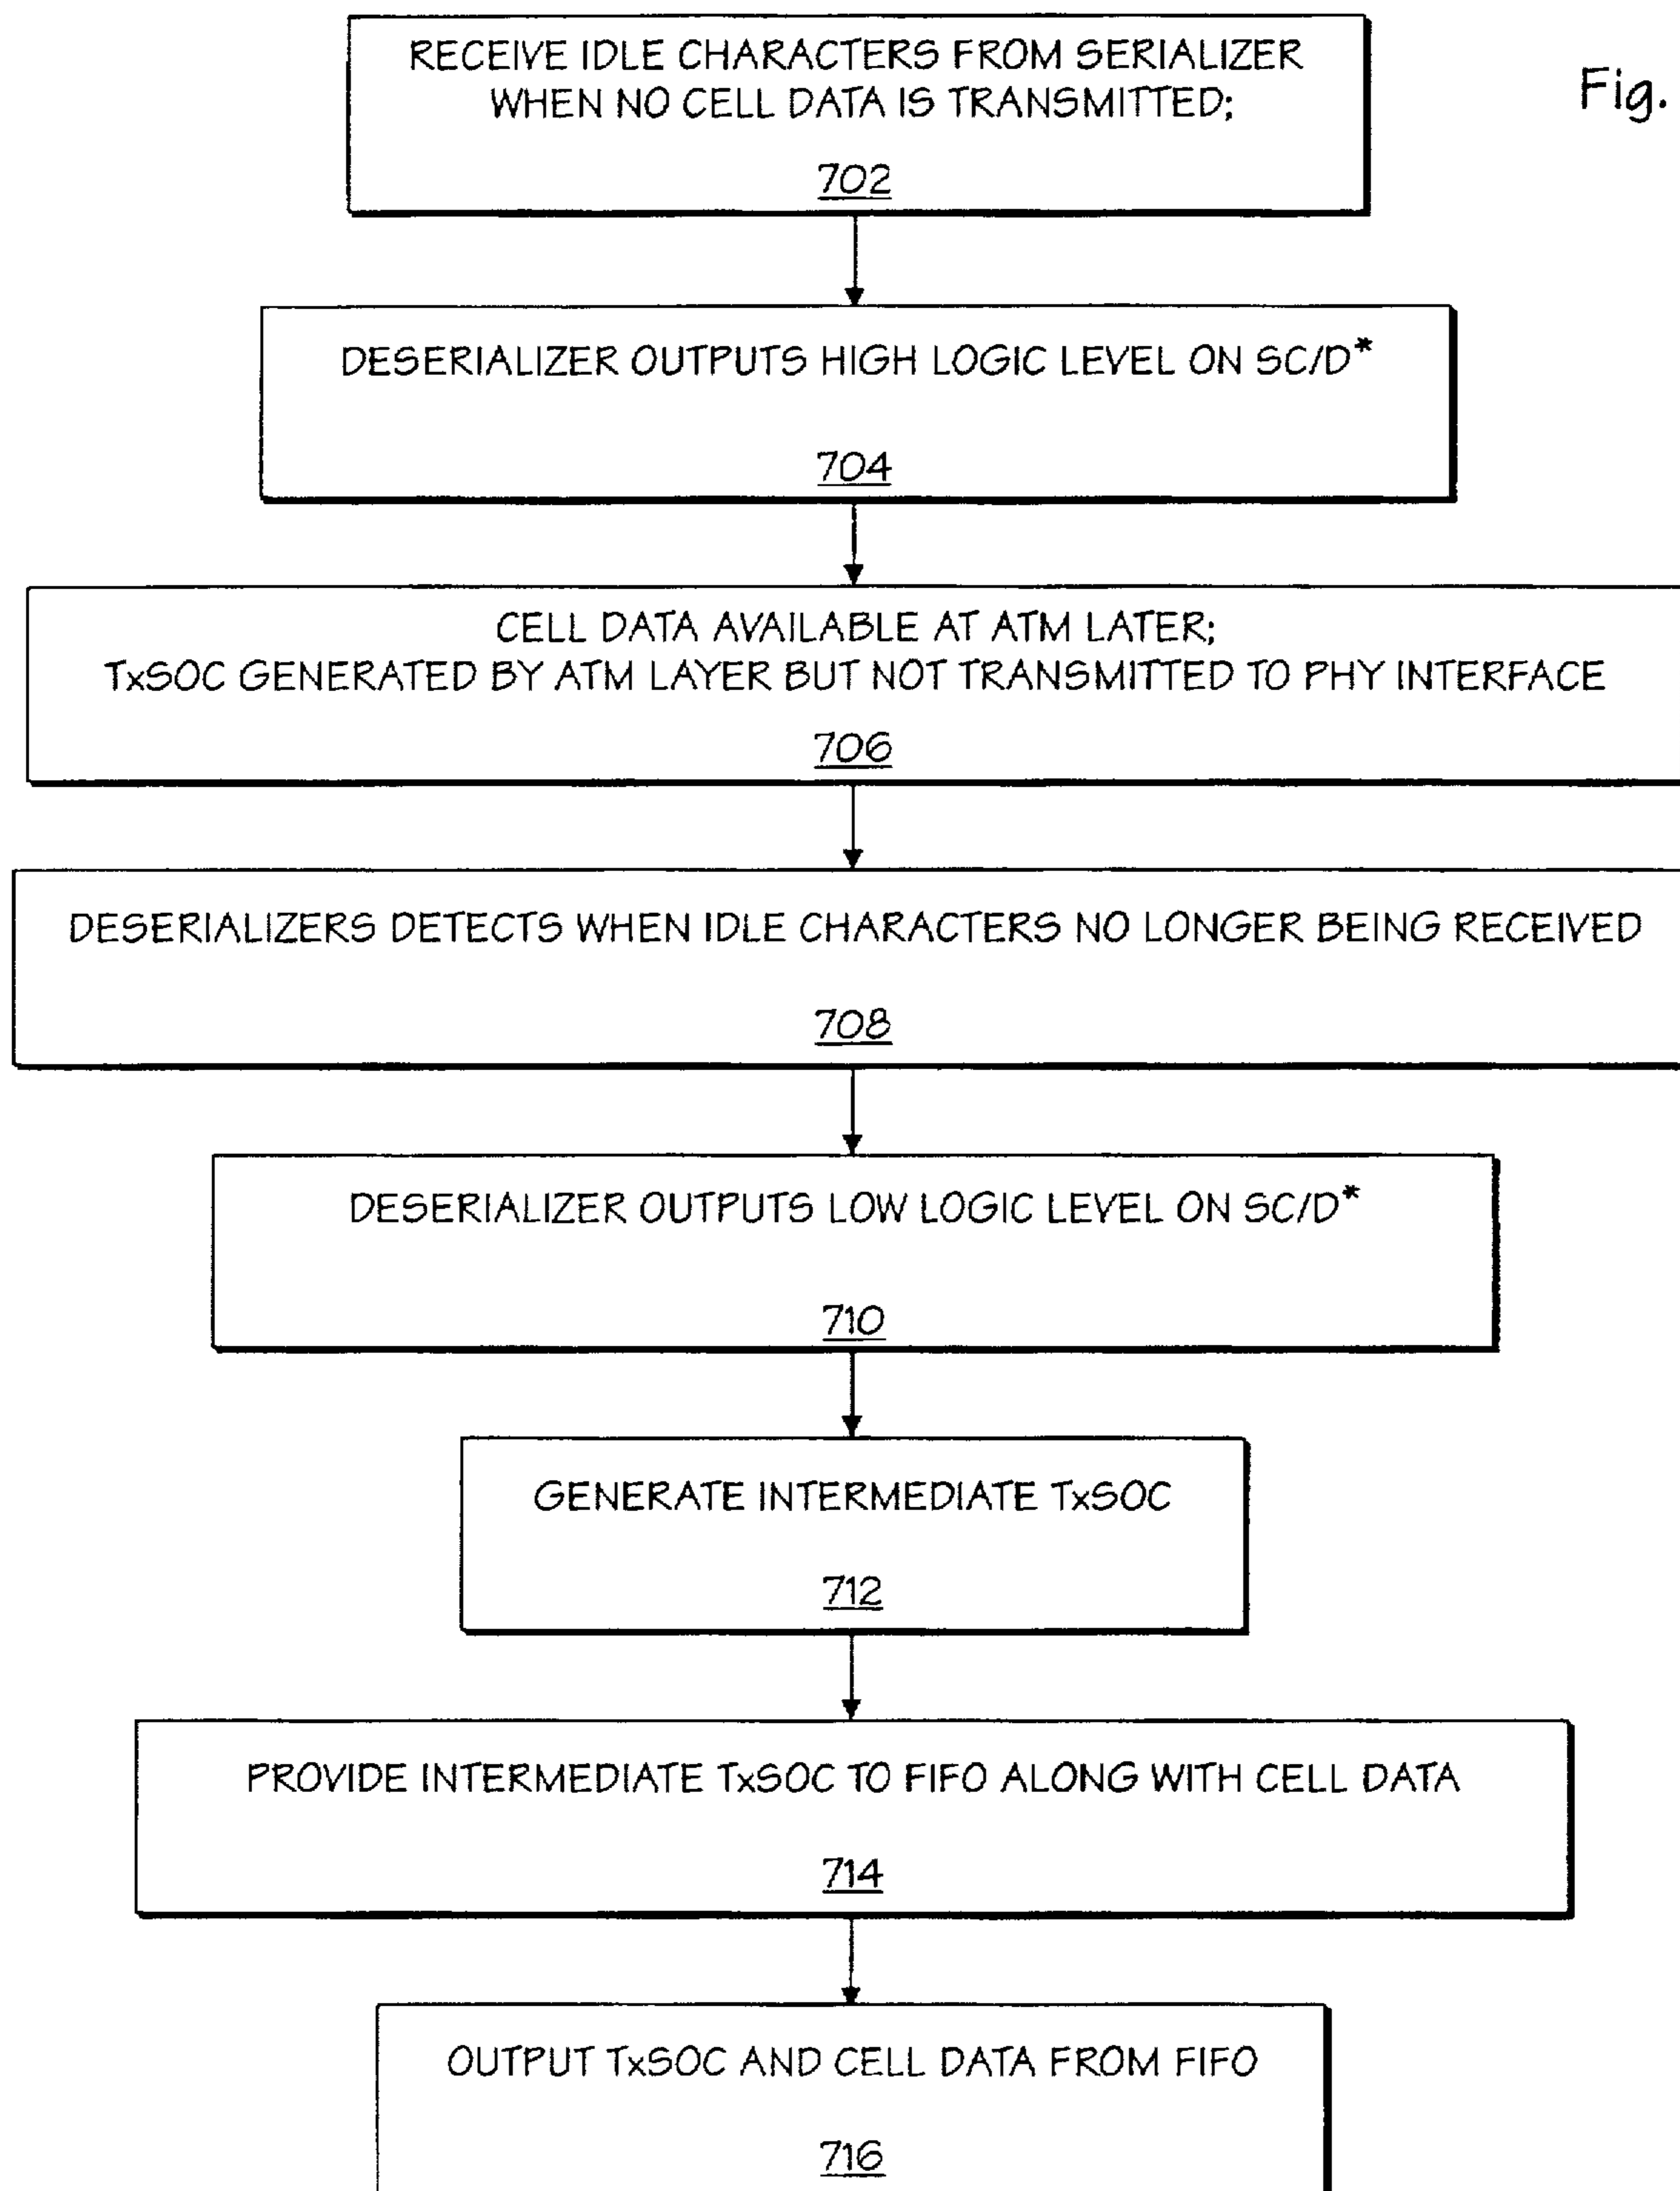 RECEIVE IDLE CHARACTERS FROM SERIALIZER
WHEN NO CELL DATA IS TRANSMITTED;
702
Fig.
DESERIALIZER OUTPUTS HIGH LOGIC LEVEL ON SC/D*
704
CELL DATA AVAILABLE AT ATM LATER;
TxSOC GENERATED BY ATM LAYER BUT NOT TRANSMITTED TO PHY INTERFACE
706
DESERIALIZERS DETECTS WHEN IDLE CHARACTERS NO LONGER BEING RECEIVED
708
DESERIALIZER OUTPUTS LOW LOGIC LEVEL ON SC/D*
710
GENERATE INTERMEDIATE TxSOC
712
PROVIDE INTERMEDIATE TxSOC TO FIFO ALONG WITH CELL DATA
714
OUTPUT TxSOC AND CELL DATA FROM FIFO
716